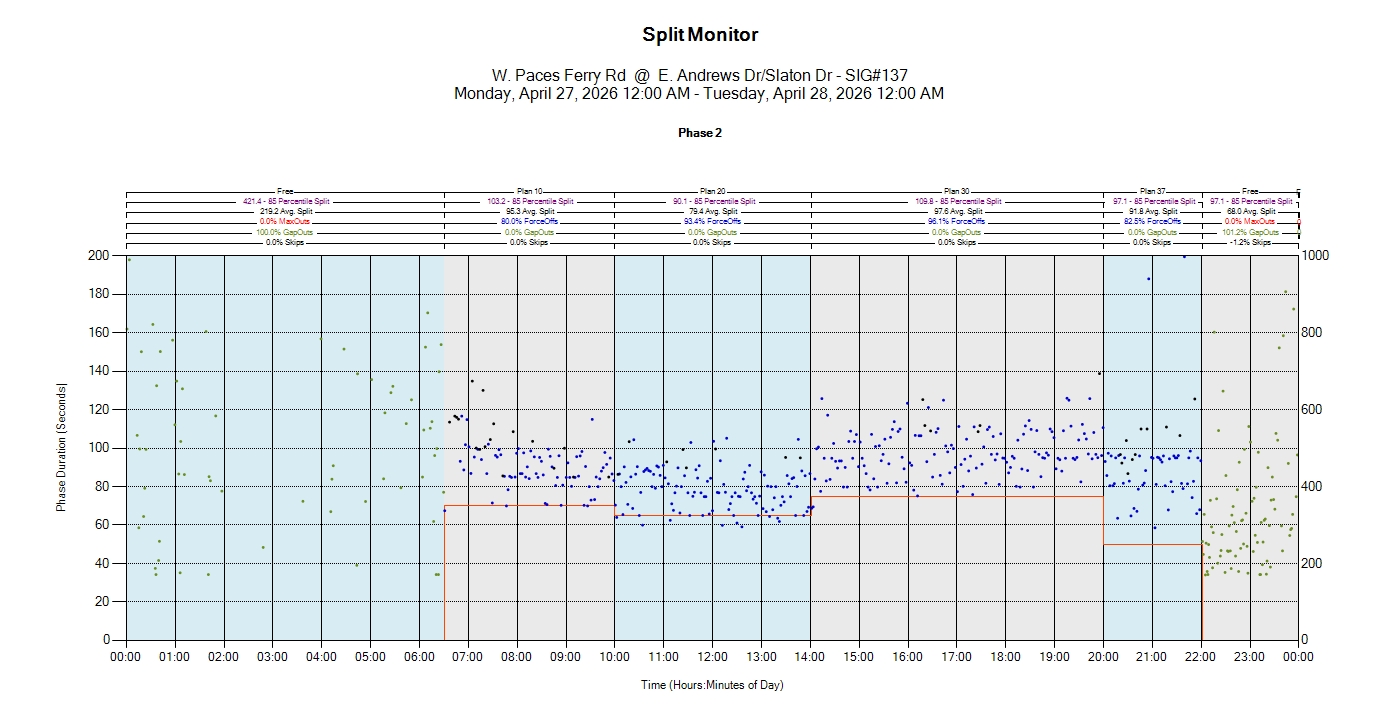 Split Monitor
W. Paces Ferry Rd @ E. Andrews Dr/Slaton Dr - SIG#137
Monday, April 27, 2026 12:00 AM - Tuesday, April 28, 2026 12:00 AM
Phase 2
Free Plan 10 Plan 20 Plan 30 Plan 37 Free F
421.4 - 85 Percentile Split 103.2 - 85 Percentile Split 90.1 - 85 Percentile Split 109.8 - 85 Percentile Split 97.1 - 85 Percentile Split 97.1 - 85 Percentile Split
219.2 Avg. Split 95.3 Avg. Split 79.4 Avg. Split 97.6 Avg. Split 91.8 Avg. Split 68.0 Avg. Split
0.0% MaxOuts 80.0% ForceOffs 93.4% ForceOffs 96.1% ForceOffs 82.5% ForceOffs 0.0% MaxOuts
100.0% GapOuts 0.0% GapOuts 0.0% GapOuts 0.0% GapOuts 0.0% GapOuts 101.2% GapOuts
0.0% Skips 0.0% Skips 0.0% Skips 0.0% Skips 0.0% Skips -1.2% Skips
200 1000
180
160 800
140
120 600
100
80 400
60
40 200
20
0 0
Phase Duration (Seconds)
00:00 01:00 02:00 03:00 04:00 05:00 06:00 07:00 08:00 09:00 10:00 11:00 12:00 13:00 14:00 15:00 16:00 17:00 18:00 19:00 20:00 21:00 22:00 23:00 00:00
Time (Hours:Minutes of Day)